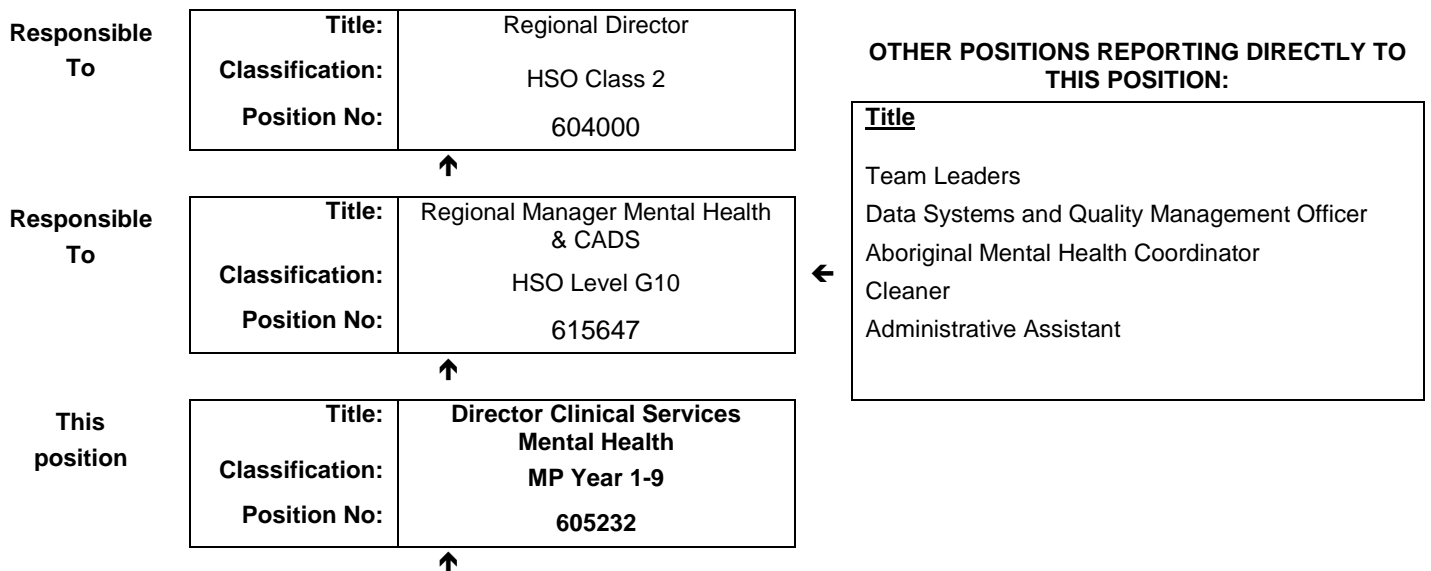 Responsible
To
Title:
Regional Director
Classification:
HSO Class 2
Position No:
604000
OTHER POSITIONS REPORTING DIRECTLY TO
THIS POSITION:
Title
Team Leaders
Data Systems and Quality Management Officer
Aboriginal Mental Health Coordinator
Cleaner
Administrative Assistant
Responsible
To
Title:
Regional Manager Mental Health
& CADS
Classification:
HSO Level G10
Position No:
615647
This
position
Title:
Director Clinical Services
Mental Health
Classification:
MP Year 1-9
Position No:
605232